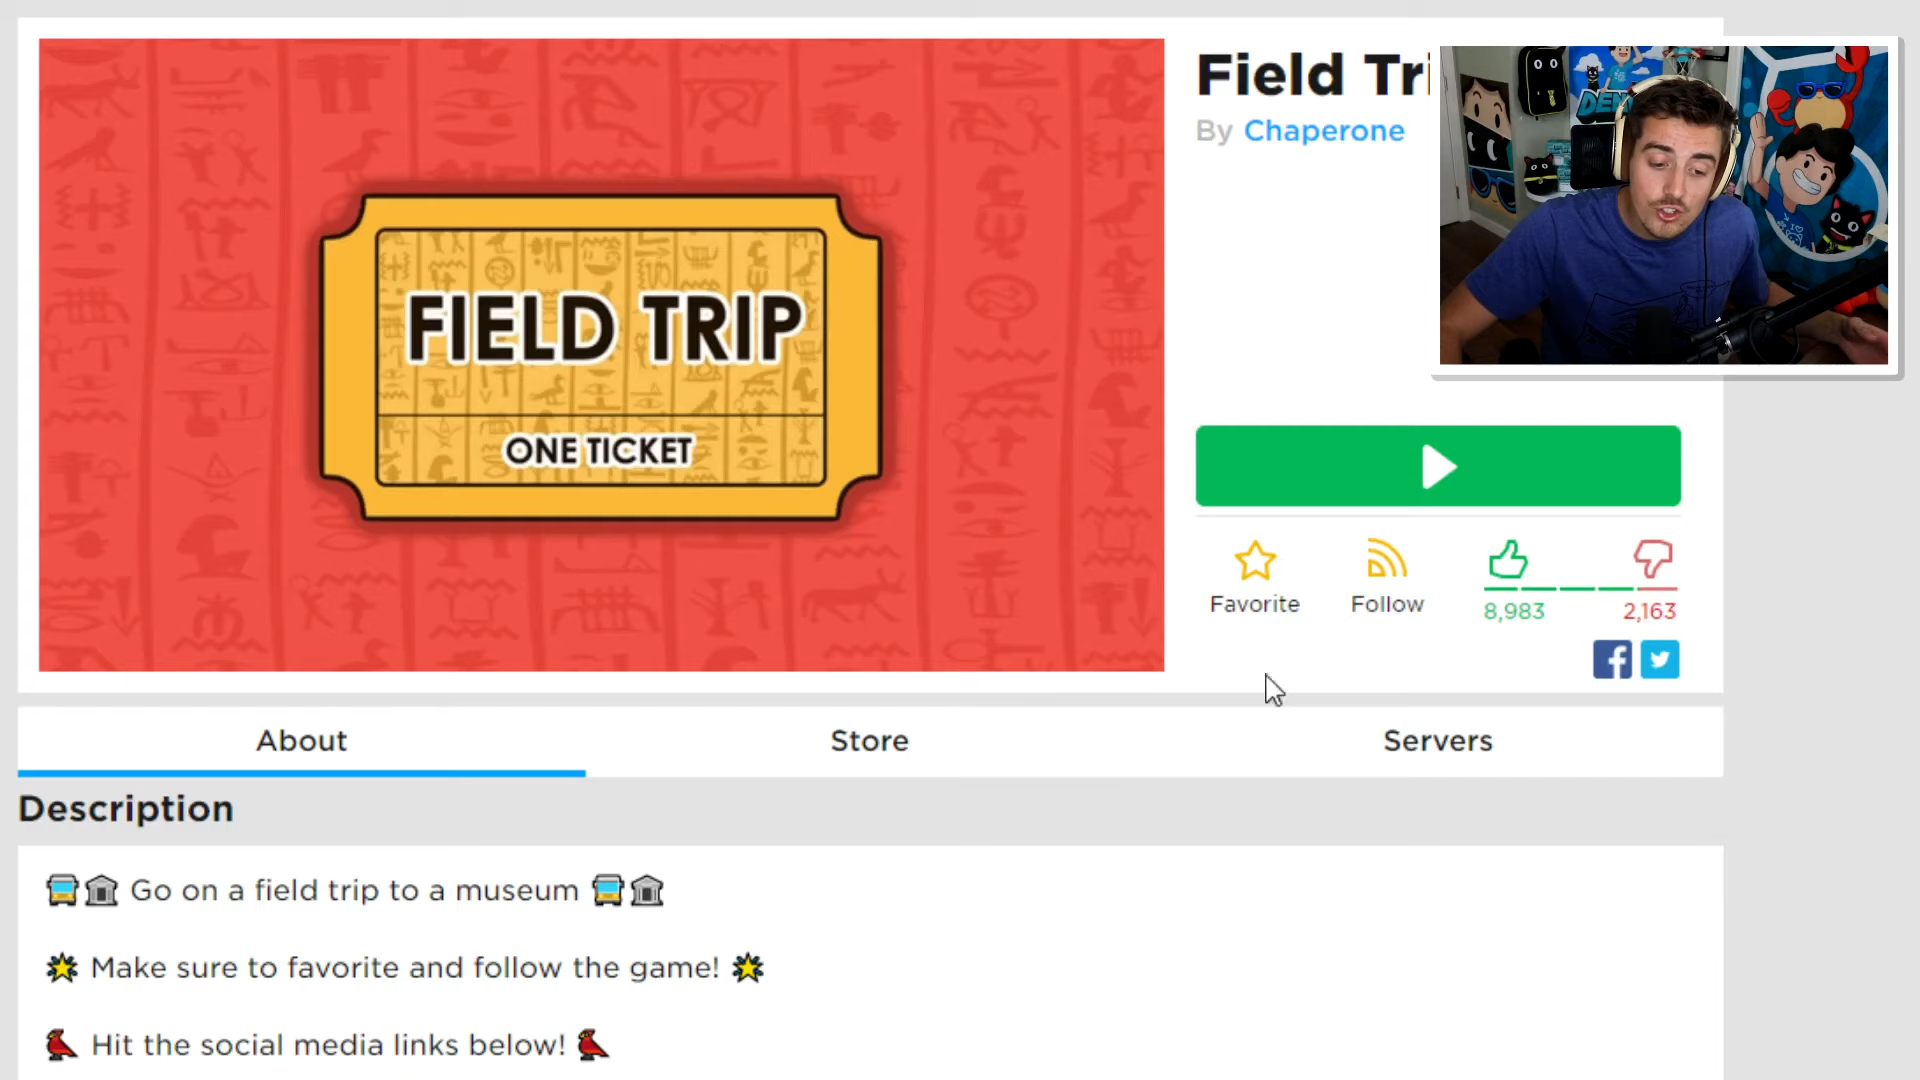 Field Tri
By Chaperone
FIELD TRIP
ONE TICKET
Favorite
Follow
8,983
2,163
About
Store
Servers
Description
Go on a field trip to a museum
Make sure to favorite and follow the game!
Hit the social media links below!